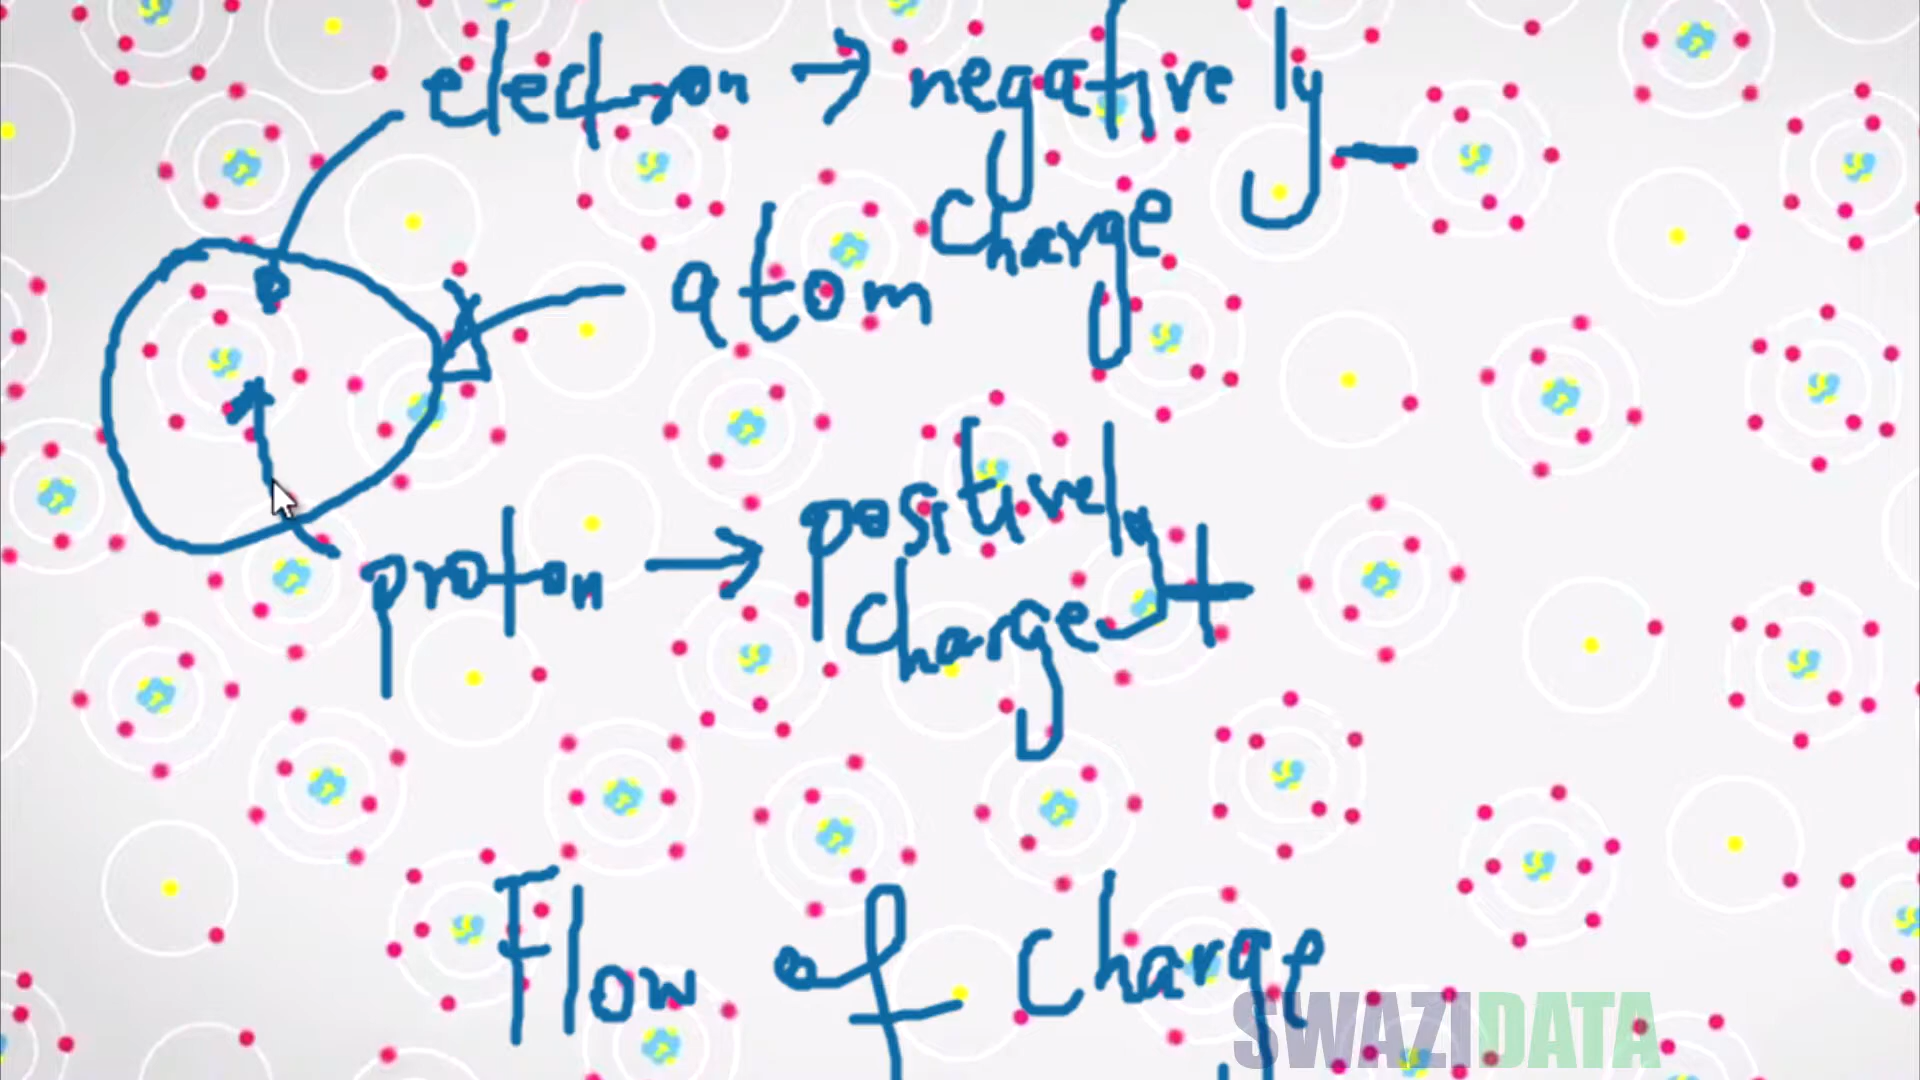 electron → negatively -
charge
atom
proton → positively +
charge
Flow of charge
SWAZIDATA